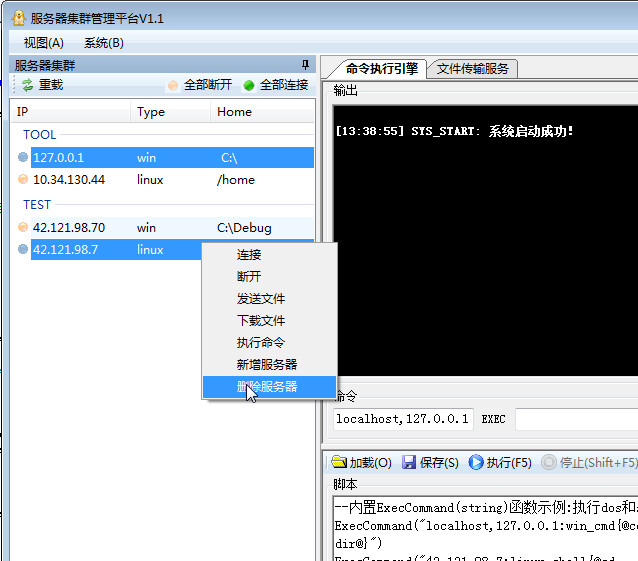 服务器集群管理平台V1.1
视图(A) 系统(B)
服务器集群
重载 全部断开 全部连接
IP Type Home
TOOL
127.0.0.1 win C:\
10.34.130.44 linux /home
TEST
42.121.98.70 win C:\Debug
42.121.98.7 linux
连接
断开
发送文件
下载文件
执行命令
新增服务器
删除服务器
命令执行引擎 文件传输服务
输出
[13:38:55] SYS_START: 系统启动成功!
命令
localhost,127.0.0.1 EXEC
加载(O) 保存(S) 执行(F5) 停止(Shift+F5)
脚本
--内置ExecCommand(string)函数示例:执行dos和
ExecCommand("localhost,127.0.0.1:win_cmd{@c
dir@}")
ExecCommand("42.121.98.7:linux_shell{@cd